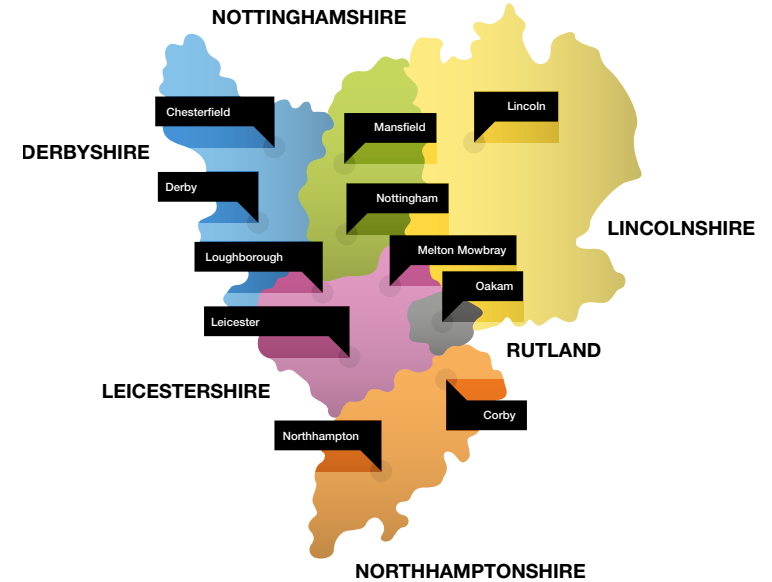 NOTTINGHAMSHIRE
Lincoln
Chesterfield
Mansfield
DERBYSHIRE
Derby
Nottingham
LINCOLNSHIRE
Melton Mowbray
Loughborough
Oakam
Leicester
RUTLAND
LEICESTERSHIRE
Corby
Northhampton
NORTHHAMPTONSHIRE